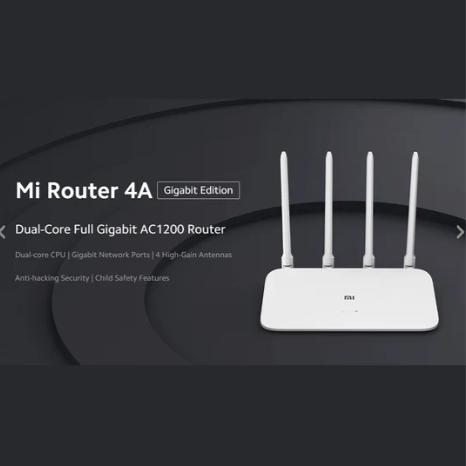 Mi Router 4A Gigabit Edition
Dual-Core Full Gigabit AC1200 Router
Dual-core CPU | Gigabit Network Ports | 4 High-Gain Antennas
Anti-hacking Security | Child Safety Features
mi